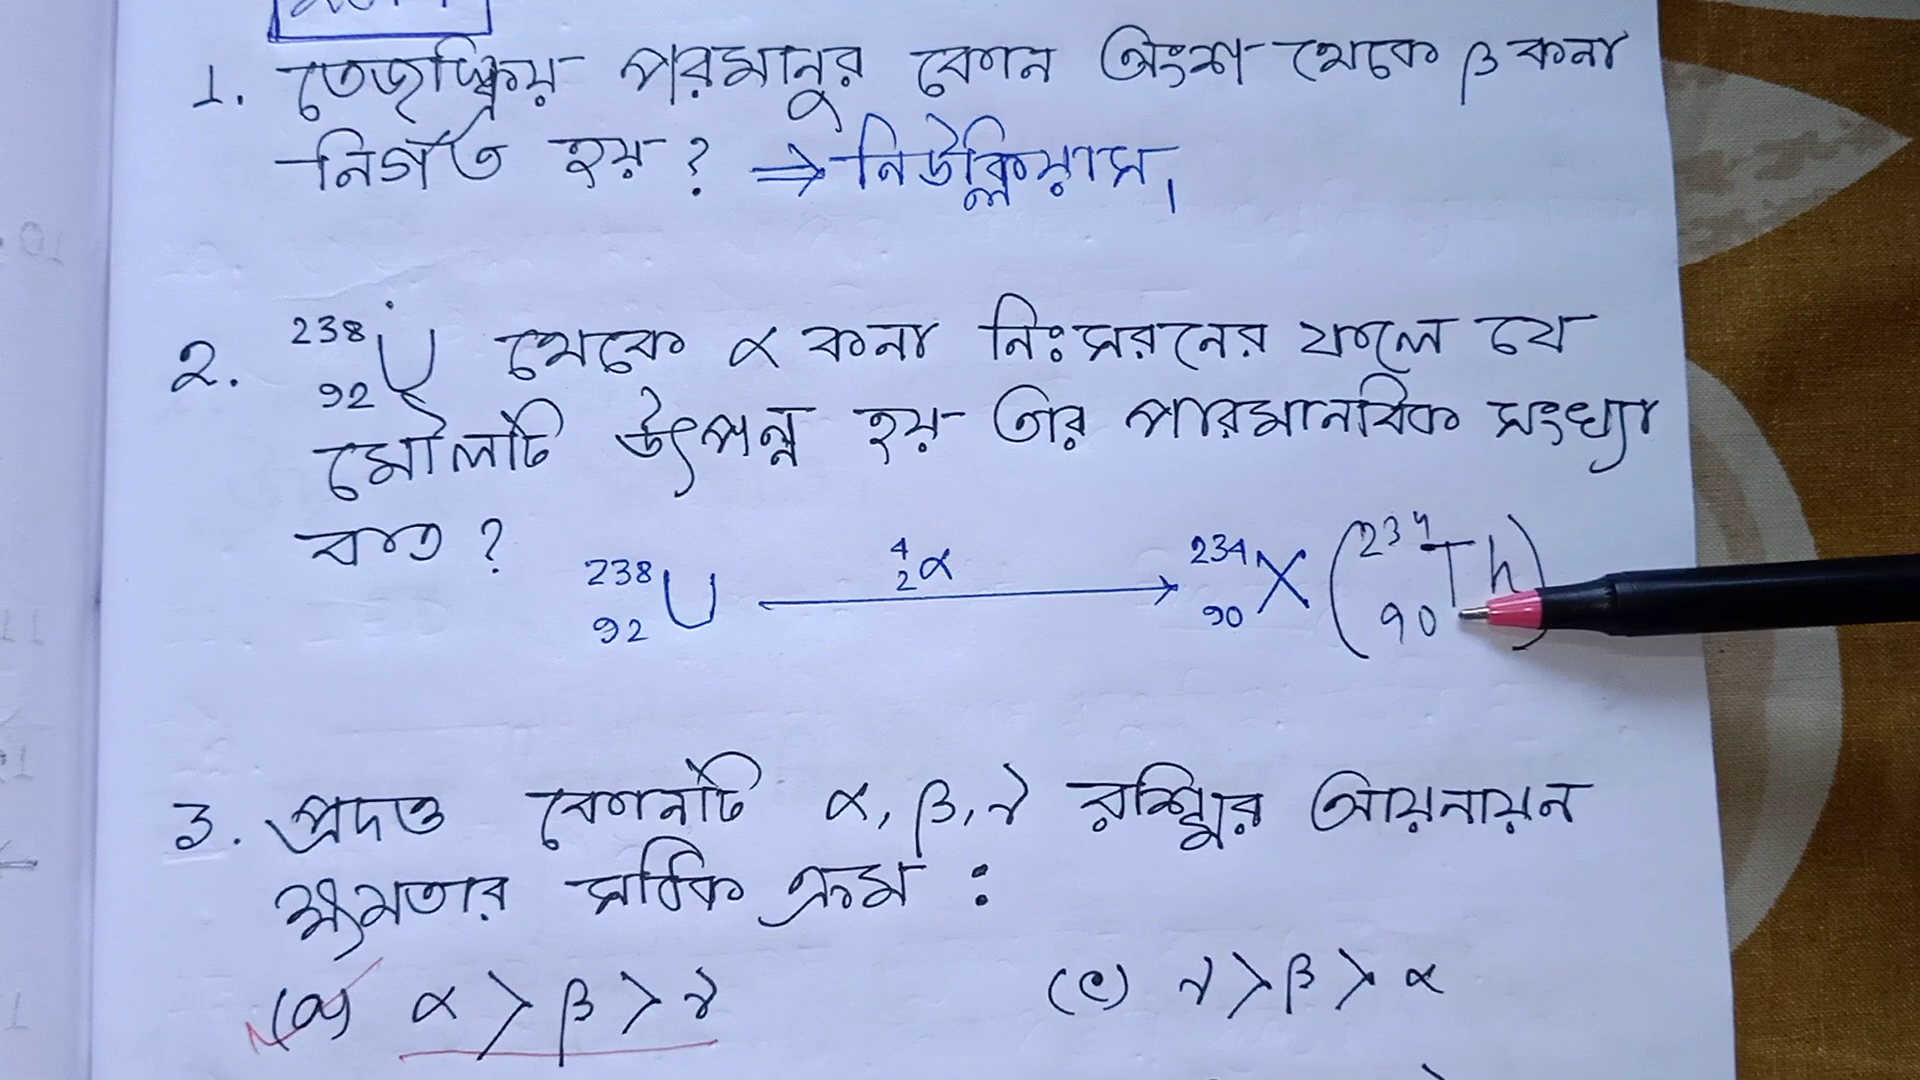 1. তেজস্ক্রিয় পরমানুর কোন অংশ থেকে β কনা
নির্গত হয়? ⇒ নিউক্লিয়াস।
2. ²³⁸₉₂U থেকে α কনা নিঃসরনের ফলে যে
মৌলটি উৎপন্ন হয় তার পারমানবিক সংখ্যা
কত?
²³⁸₉₂U —⁴₂α→ ²³⁴₉₀X (²³⁴₉₀Th)
3. প্রদত্ত কোনটি α, β, γ রশ্মির আয়নায়ন
ক্ষমতার সঠিক ক্রম :
(a) α > β > γ (c) γ > β > α